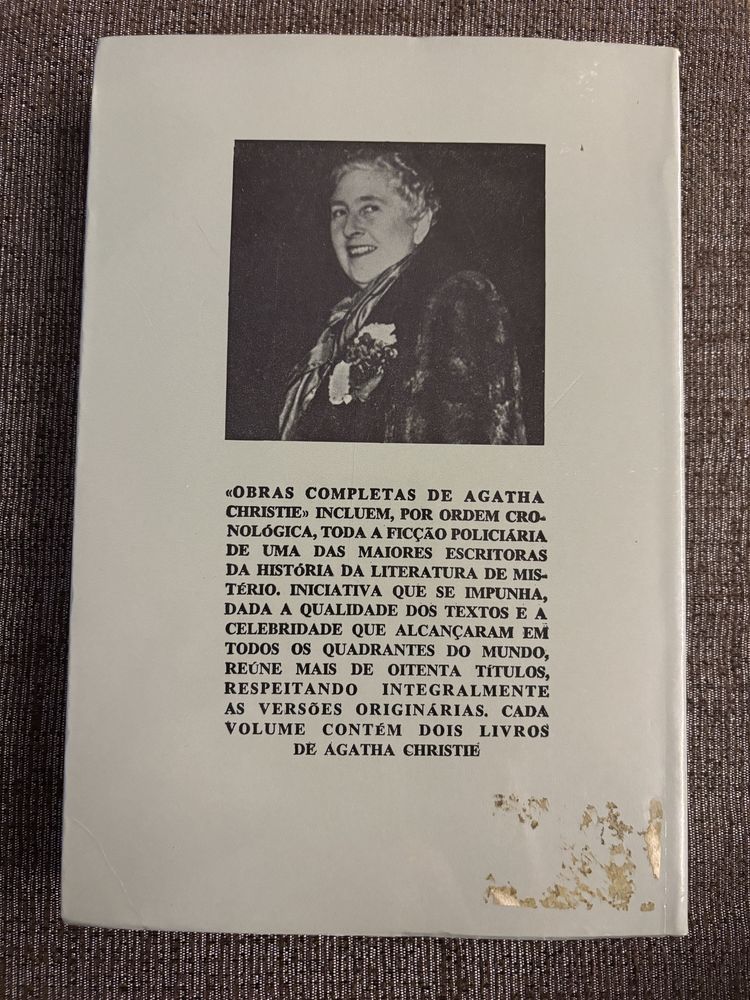 «OBRAS COMPLETAS DE AGATHA
CHRISTIE» INCLUEM, POR ORDEM CRO-
NOLÓGICA, TODA A FICÇÃO POLICIÁRIA
DE UMA DAS MAIORES ESCRITORAS
DA HISTÓRIA DA LITERATURA DE MIS-
TÉRIO. INICIATIVA QUE SE IMPUNHA,
DADA A QUALIDADE DOS TEXTOS E A
CELEBRIDADE QUE ALCANÇARAM EM
TODOS OS QUADRANTES DO MUNDO,
REÚNE MAIS DE OITENTA TÍTULOS,
RESPEITANDO INTEGRALMENTE
AS VERSÕES ORIGINÁRIAS. CADA
VOLUME CONTÉM DOIS LIVROS
DE AGATHA CHRISTIE